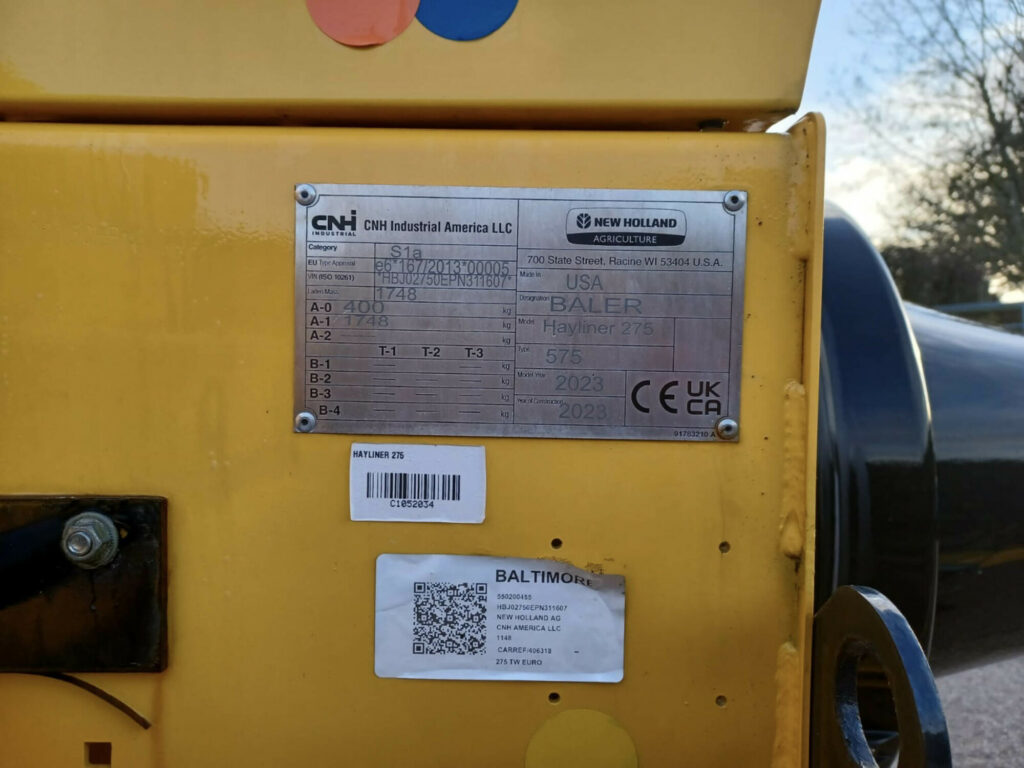 CNH INDUSTRIAL CNH Industrial America LLC
NEW HOLLAND
AGRICULTURE
700 State Street, Racine WI 53404 U.S.A.
Category S1a
EU Type Approval e6*167/2013*00005
VIN (ISO 10261) *HBJ02750EPN311607*
Laden Mass 1748
A-0 400 kg
A-1 1748 kg
A-2 kg
T-1 T-2 T-3
B-1 kg
B-2 kg
B-3 kg
B-4 kg
Made in USA
Designation BALER
Model Hayliner 275
Type 575
Model Year 2023
Year of Construction 2023
CE UKCA
91763210 A
HAYLINER 275
C1052034
BALTIMORE
550200455
HBJ02750EPN311607
NEW HOLLAND AG
CNH AMERICA LLC
1148
CARREF/406318 -
275 TW EURO